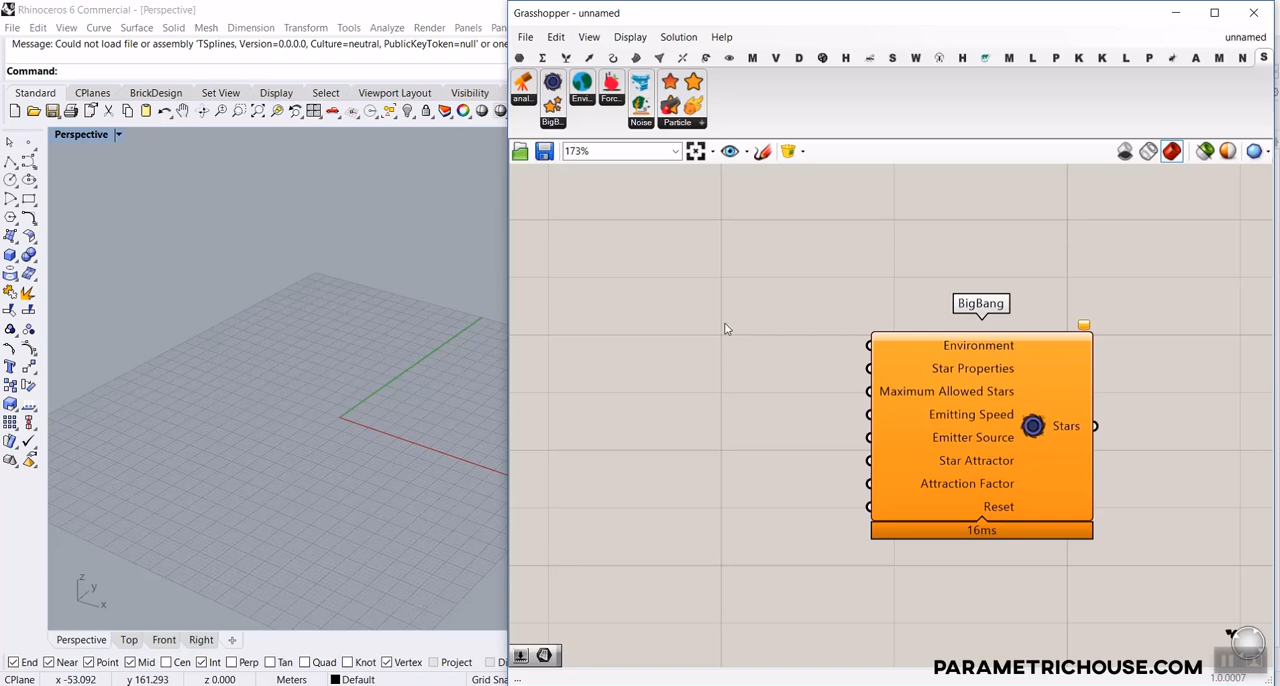 Rhinoceros 6 Commercial - [Perspective]
File Edit View Curve Surface Solid Mesh Dimension Transform Tools Analyze Render Panels
Message: Could not load file or assembly 'TSplines, Version=0.0.0.0, Culture=neutral, PublicKeyToken=null' or one
Command:
Standard CPlanes BrickDesign Set View Display Select Viewport Layout Visibility
Perspective
z
y
x
Perspective Top Front Right
End Near Point Mid Cen Int Perp Tan Quad Knot Vertex Project
CPlane x -53.092 y 161.293 z 0.000 Meters Default Grid Sna
Grasshopper - unnamed
File Edit View Display Solution Help unnamed
M V D H S W H M L P K K L P A M N S
anal... BigB... Envi... Forc... Noise Particle
173%
BigBang
Environment
Star Properties
Maximum Allowed Stars
Emitting Speed
Emitter Source
Star Attractor
Attraction Factor
Reset
Stars
16ms
PARAMETRICHOUSE.COM
...
1.0.0007